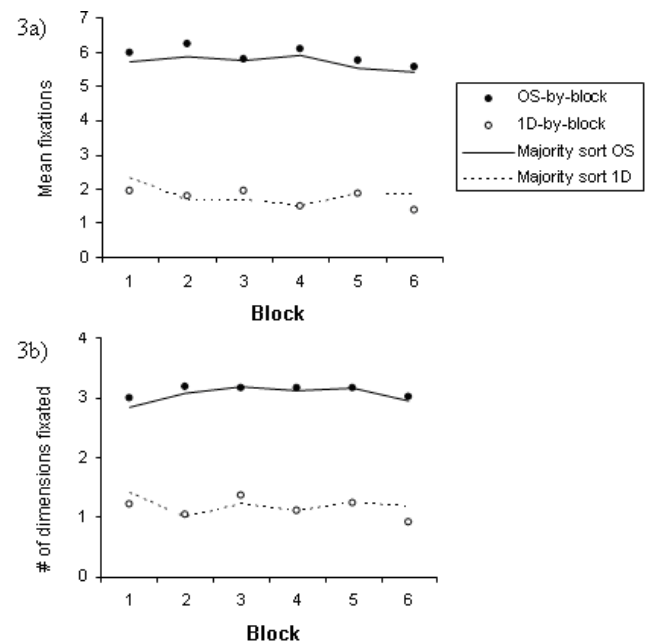 3a)
Mean fixations
7
6
5
4
3
2
1
0
1 2 3 4 5 6
Block
OS-by-block
1D-by-block
Majority sort OS
Majority sort 1D
3b)
# of dimensions fixated
4
3
2
1
0
1 2 3 4 5 6
Block